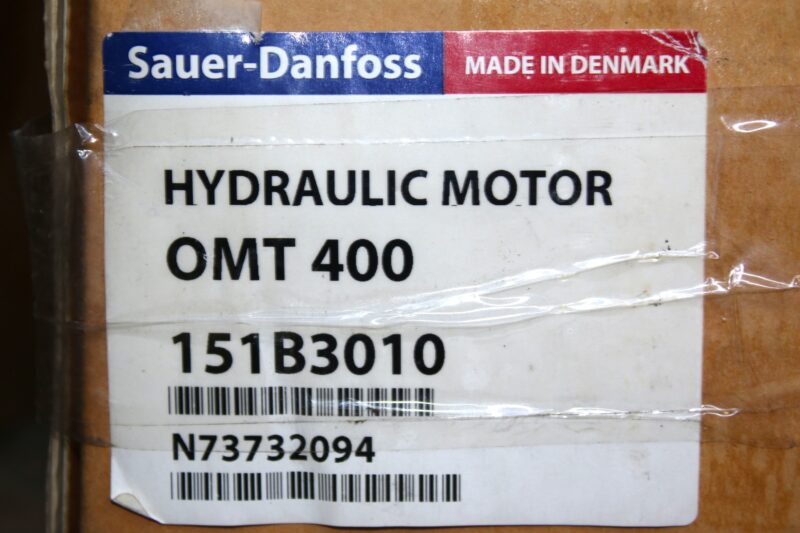 Sauer-Danfoss MADE IN DENMARK
HYDRAULIC MOTOR
OMT 400
151B3010
N73732094